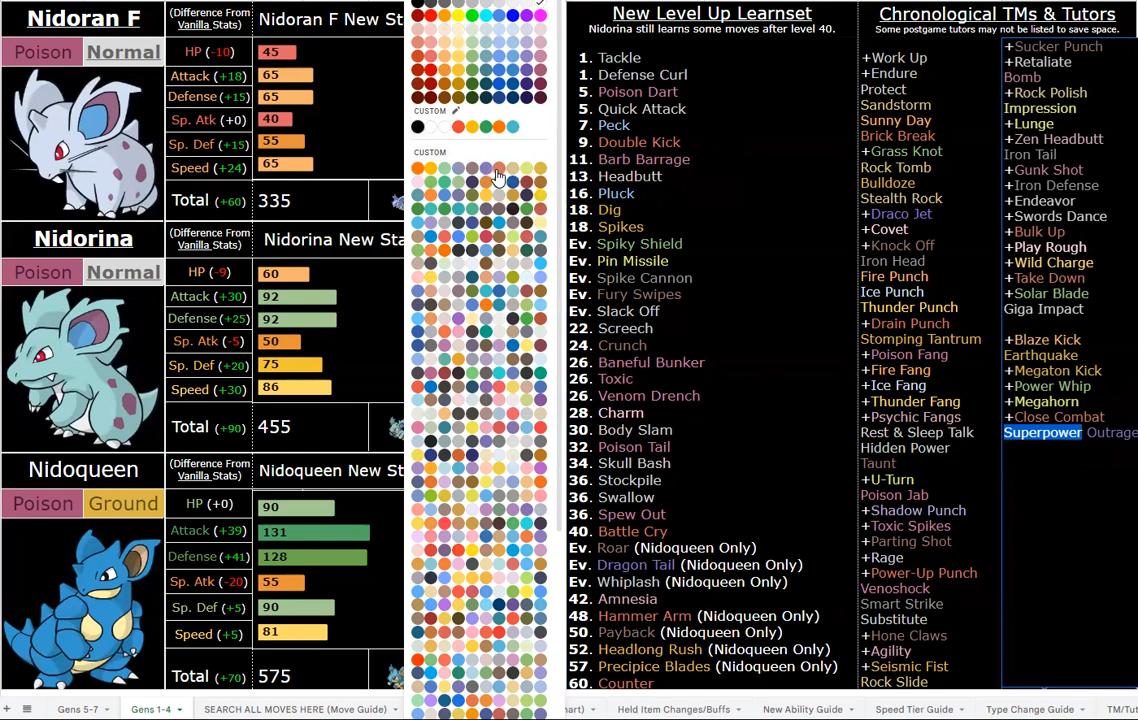 Nidoran F
(Difference From
Vanilla Stats)
Nidoran F New St
Poison
Normal
HP (-10)
45
Attack (+18)
65
Defense (+15)
65
Sp. Atk (+0)
40
Sp. Def (+15)
55
Speed (+24)
65
Total (+60)
335
Nidorina
(Difference From
Vanilla Stats)
Nidorina New Sta
Poison
Normal
HP (-9)
60
Attack (+30)
92
Defense (+25)
92
Sp. Atk (-5)
50
Sp. Def (+20)
75
Speed (+30)
86
Total (+90)
455
Nidoqueen
(Difference From
Vanilla Stats)
Nidoqueen New St
Poison
Ground
HP (+0)
90
Attack (+39)
131
Defense (+41)
128
Sp. Atk (-20)
55
Sp. Def (+5)
90
Speed (+5)
81
Total (+70)
575
CUSTOM
CUSTOM
New Level Up Learnset
Nidorina still learns some moves after level 40.
1. Tackle
1. Defense Curl
5. Poison Dart
5. Quick Attack
7. Peck
9. Double Kick
11. Barb Barrage
13. Headbutt
16. Pluck
18. Dig
18. Spikes
Ev. Spiky Shield
Ev. Pin Missile
Ev. Spike Cannon
Ev. Fury Swipes
Ev. Slack Off
22. Screech
24. Crunch
26. Baneful Bunker
26. Toxic
26. Venom Drench
28. Charm
30. Body Slam
32. Poison Tail
34. Skull Bash
36. Stockpile
36. Swallow
36. Spew Out
40. Battle Cry
Ev. Roar (Nidoqueen Only)
Ev. Dragon Tail (Nidoqueen Only)
Ev. Whiplash (Nidoqueen Only)
42. Amnesia
48. Hammer Arm (Nidoqueen Only)
50. Payback (Nidoqueen Only)
52. Headlong Rush (Nidoqueen Only)
57. Precipice Blades (Nidoqueen Only)
60. Counter
Chronological TMs & Tutors
Some postgame tutors may not be listed to save space.
+Work Up
+Endure
Protect
Sandstorm
Sunny Day
Brick Break
+Grass Knot
Rock Tomb
Bulldoze
Stealth Rock
+Draco Jet
+Covet
+Knock Off
Iron Head
Fire Punch
Ice Punch
Thunder Punch
+Drain Punch
Stomping Tantrum
+Poison Fang
+Fire Fang
+Ice Fang
+Thunder Fang
+Psychic Fangs
Rest & Sleep Talk
Hidden Power
Taunt
+U-Turn
Poison Jab
+Shadow Punch
+Toxic Spikes
+Parting Shot
+Rage
+Power-Up Punch
Venoshock
Smart Strike
Substitute
+Hone Claws
+Agility
+Seismic Fist
Rock Slide
+Sucker Punch
+Retaliate
Bomb
+Rock Polish
Impression
+Lunge
+Zen Headbutt
Iron Tail
+Gunk Shot
+Iron Defense
+Endeavor
+Swords Dance
+Bulk Up
+Play Rough
+Wild Charge
+Take Down
+Solar Blade
Giga Impact
+Blaze Kick
Earthquake
+Megaton Kick
+Power Whip
+Megahorn
+Close Combat
Superpower Outrage
Gens 5-7
Gens 1-4
SEARCH ALL MOVES HERE (Move Guide)
hart)
Held Item Changes/Buffs
New Ability Guide
Speed Tier Guide
Type Change Guide
TM/Tut